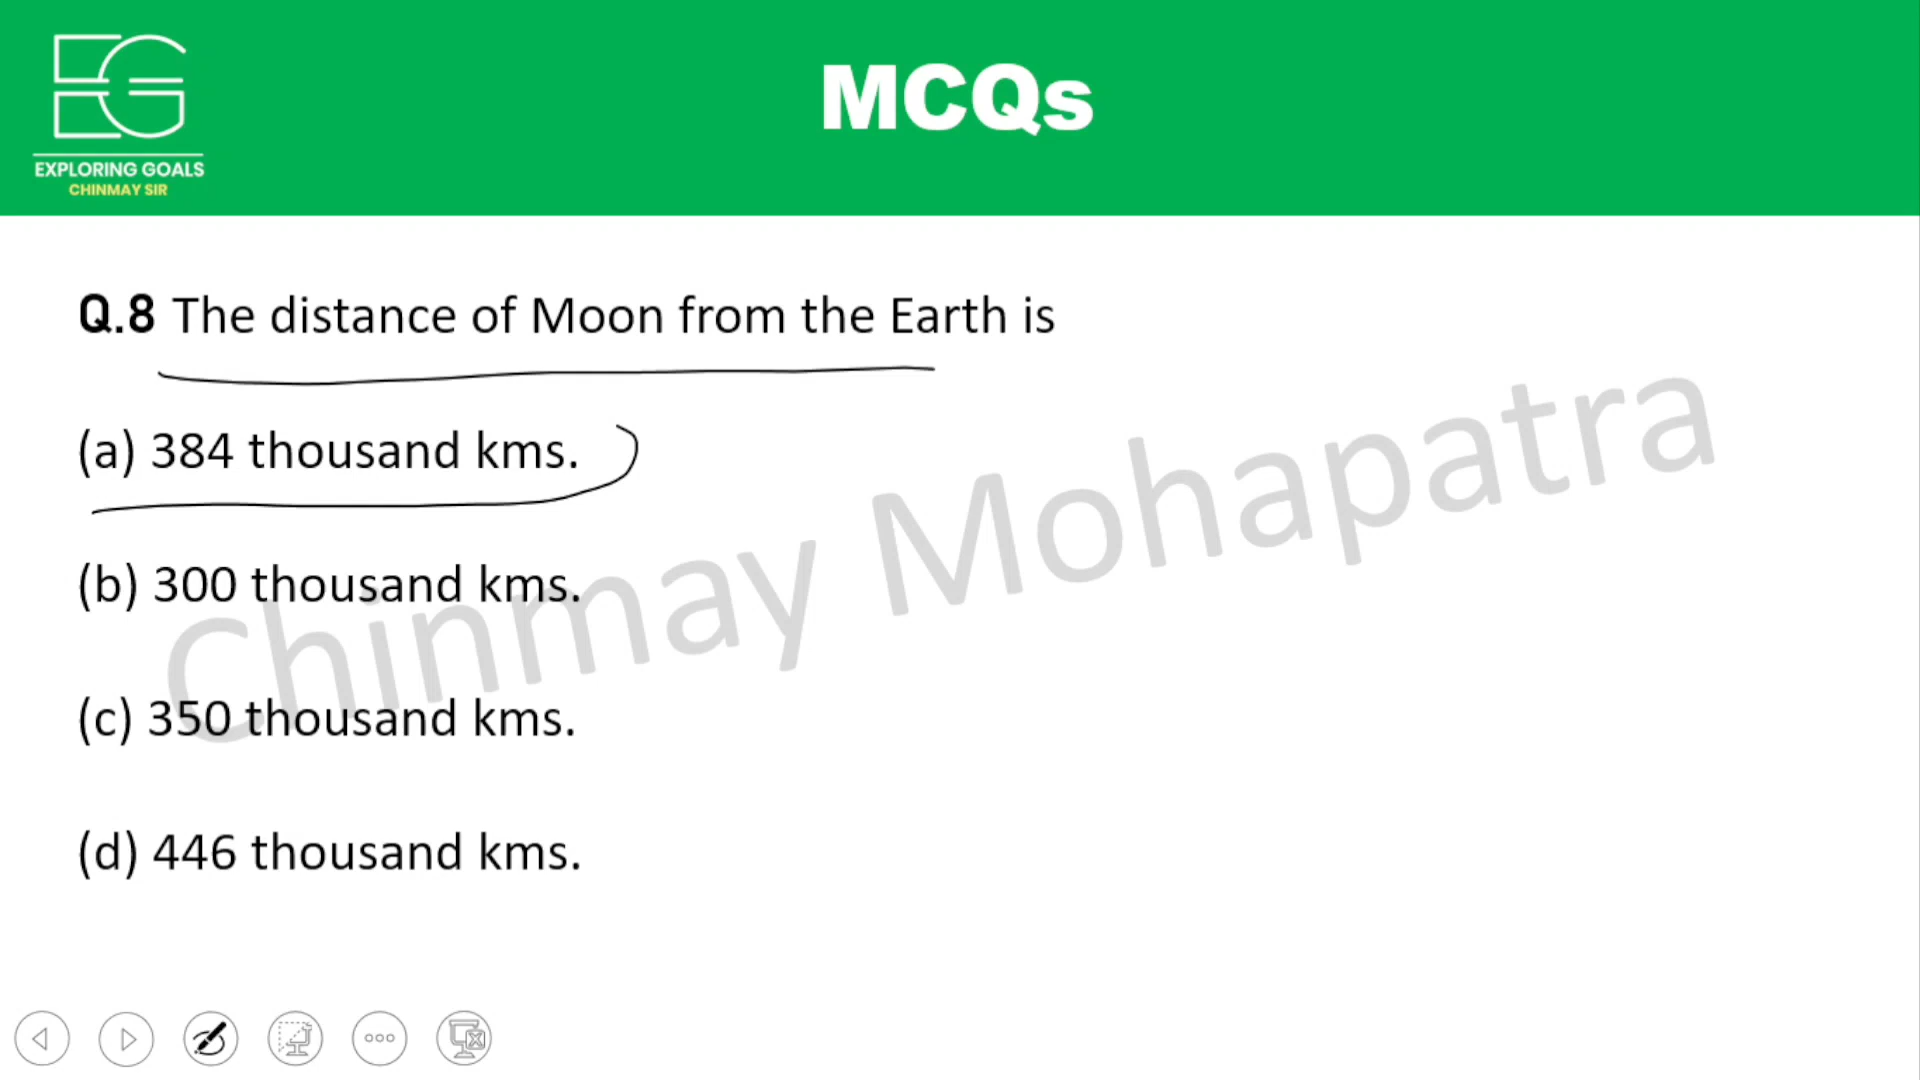 EG
EXPLORING GOALS
CHINMAY SIR
MCQs
Q.8 The distance of Moon from the Earth is
(a) 384 thousand kms.
(b) 300 thousand kms.
(c) 350 thousand kms.
(d) 446 thousand kms.
Chinmay Mohapatra